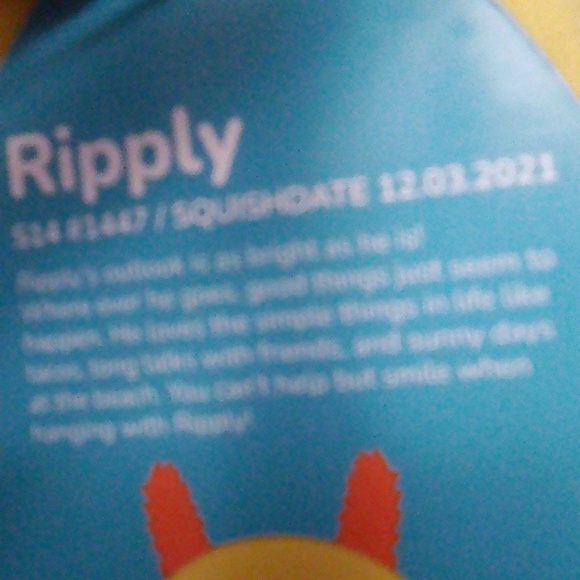 Ripply
S14 #1447 / SQUISHDATE 12.03.2021
Ripply's outlook is as bright as he is!
Where ever he goes, good things just seem to
happen. He loves the simple things in life like
tacos, long talks with friends, and sunny days
at the beach. You can't help but smile when
hanging with Ripply!